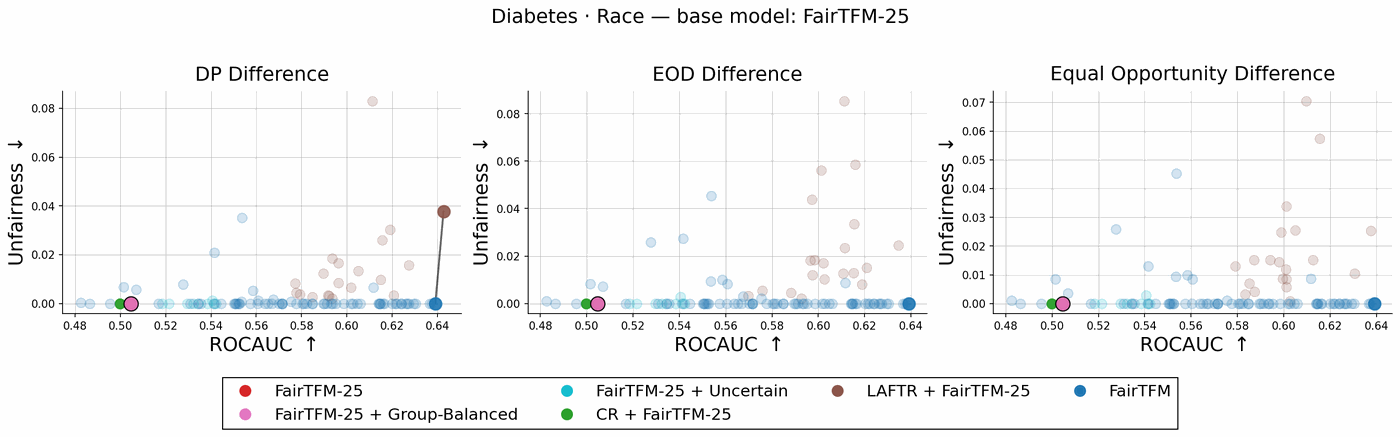 Diabetes · Race — base model: FairTFM-25
DP Difference
EOD Difference
Equal Opportunity Difference
Unfairness ↓
0.08
0.06
0.04
0.02
0.00
0.48 0.50 0.52 0.54 0.56 0.58 0.60 0.62 0.64
ROCAUC ↑
Unfairness ↓
0.08
0.06
0.04
0.02
0.00
0.48 0.50 0.52 0.54 0.56 0.58 0.60 0.62 0.64
ROCAUC ↑
Unfairness ↓
0.07
0.06
0.05
0.04
0.03
0.02
0.01
0.00
0.48 0.50 0.52 0.54 0.56 0.58 0.60 0.62 0.64
ROCAUC ↑
FairTFM-25
FairTFM-25 + Uncertain
LAFTR + FairTFM-25
FairTFM
FairTFM-25 + Group-Balanced
CR + FairTFM-25